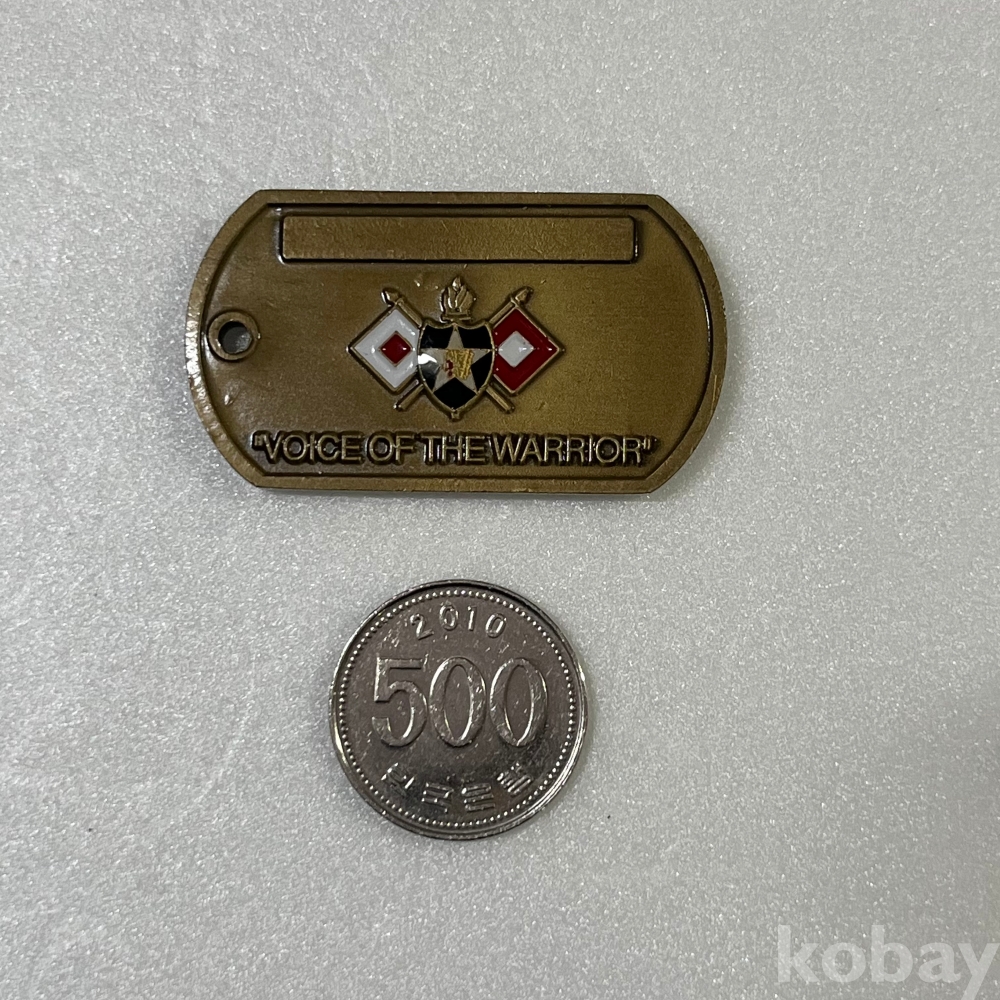 "VOICE OF THE WARRIOR"
2010
500
한국은행
kobay